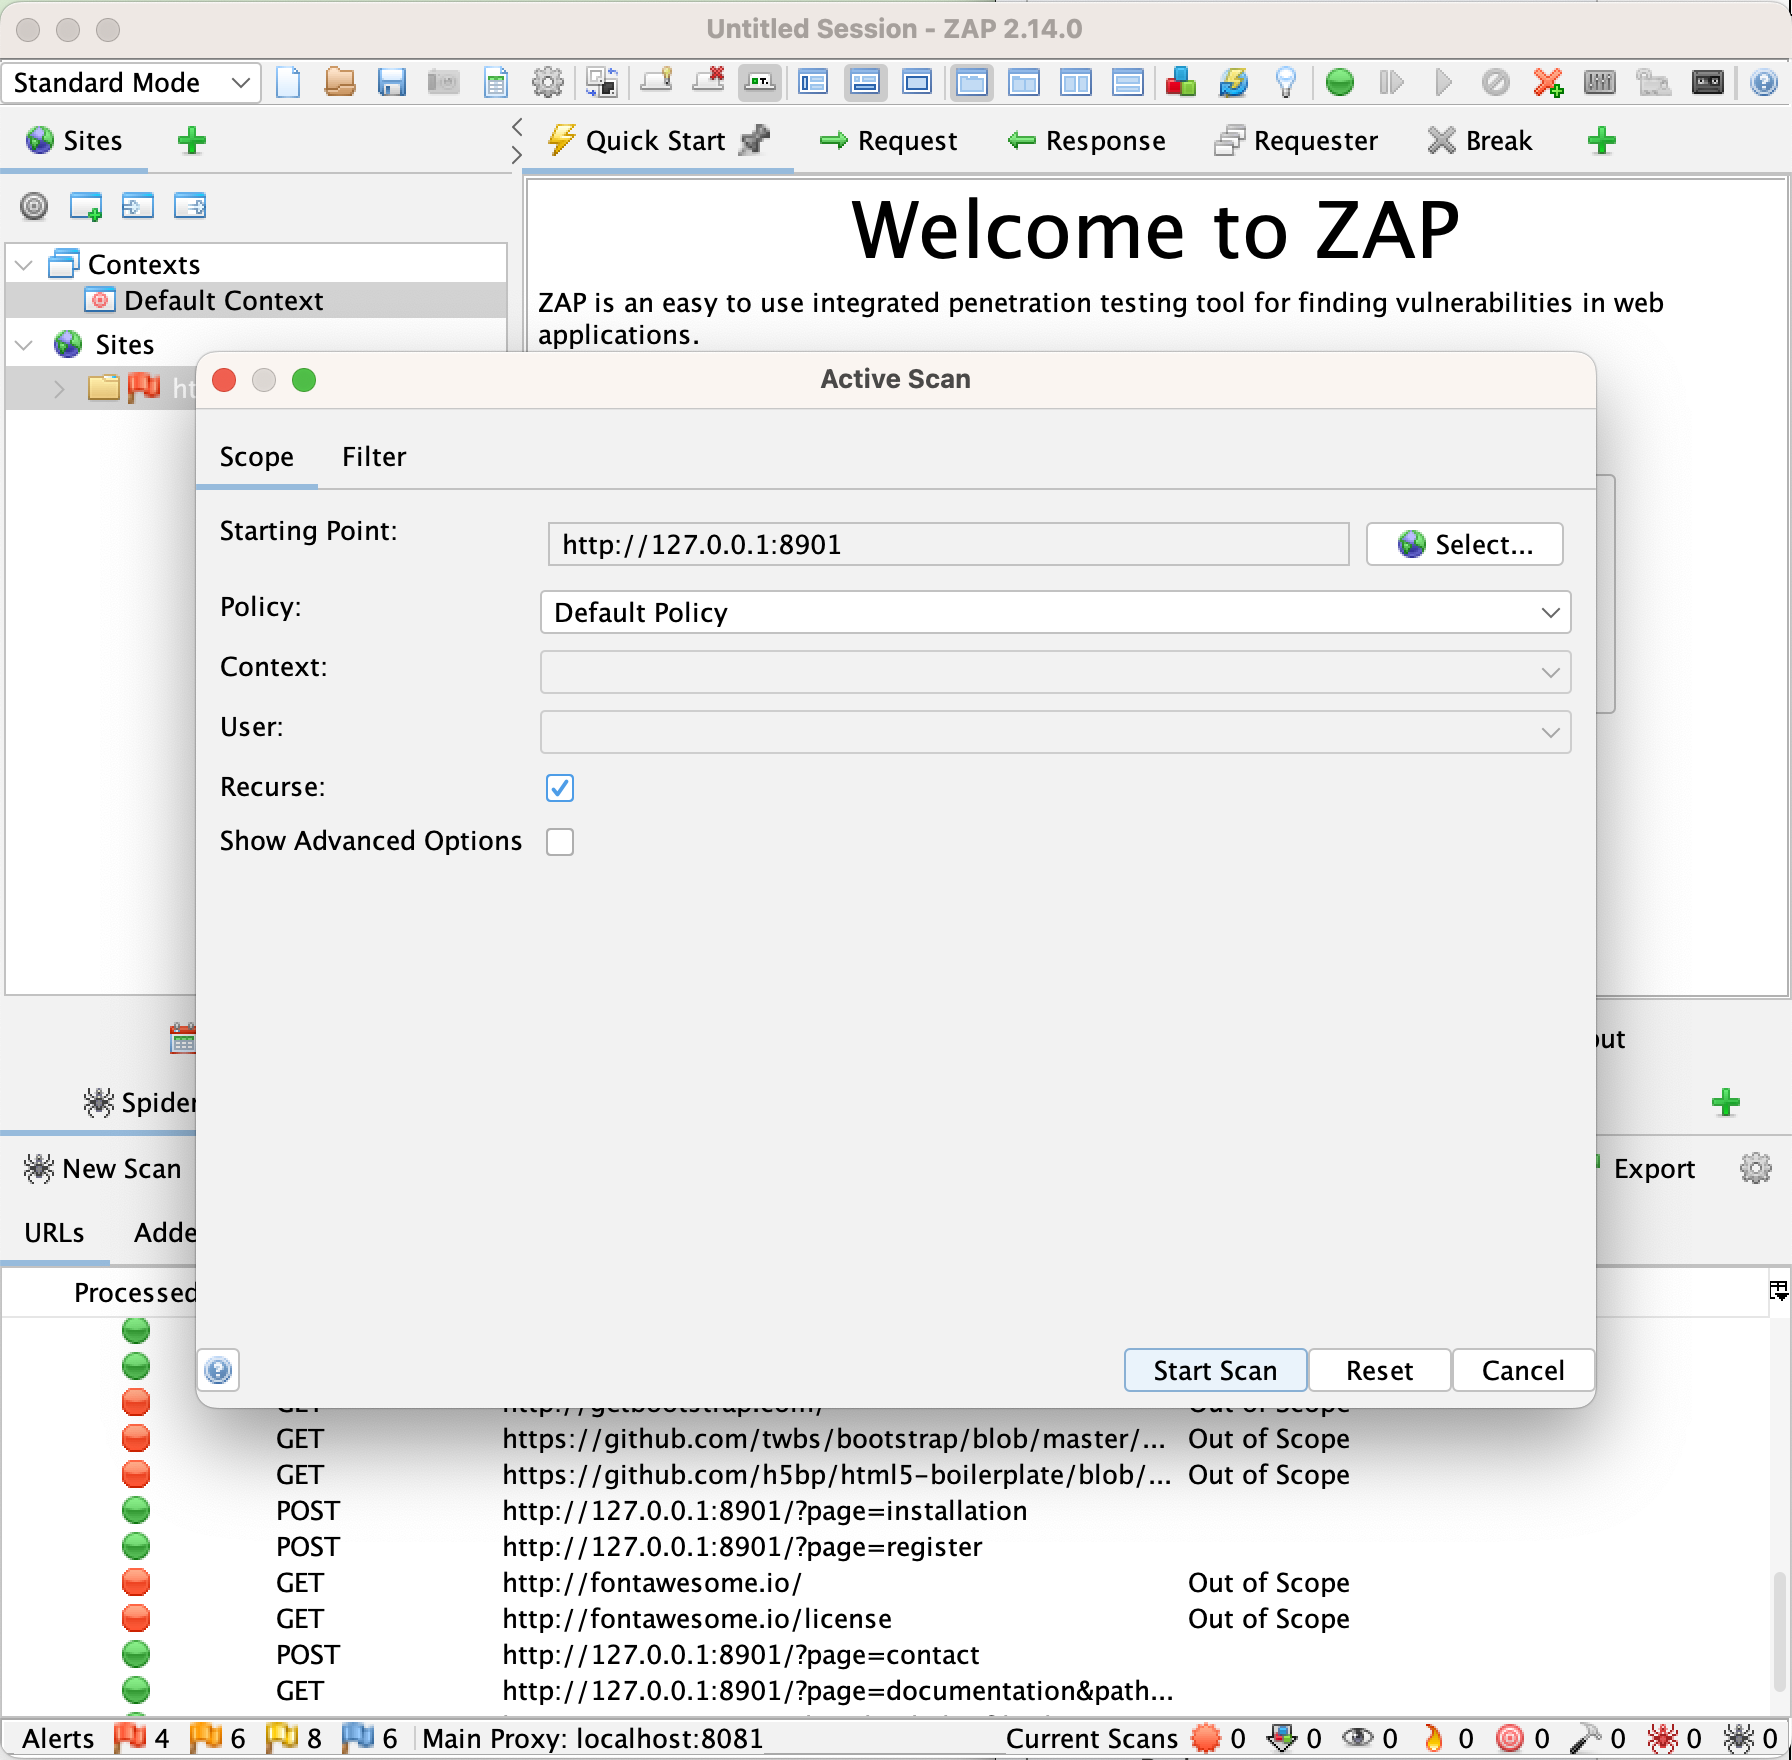 Untitled Session - ZAP 2.14.0
Standard Mode
Sites
Quick Start
Request
Response
Requester
Break
Contexts
Default Context
Sites
Welcome to ZAP
ZAP is an easy to use integrated penetration testing tool for finding vulnerabilities in web
applications.
Active Scan
Scope Filter
Starting Point: http://127.0.0.1:8901 Select...
Policy: Default Policy
Context:
User:
Recurse:
Show Advanced Options
Start Scan Reset Cancel
Spider
New Scan
Export
URLs
Processed
GET http://getbootstrap.com/ Out of Scope
GET https://github.com/twbs/bootstrap/blob/master/... Out of Scope
GET https://github.com/h5bp/html5-boilerplate/blob/... Out of Scope
POST http://127.0.0.1:8901/?page=installation
POST http://127.0.0.1:8901/?page=register
GET http://fontawesome.io/ Out of Scope
GET http://fontawesome.io/license Out of Scope
POST http://127.0.0.1:8901/?page=contact
GET http://127.0.0.1:8901/?page=documentation&path...
Alerts 4 6 8 6 Main Proxy: localhost:8081 Current Scans 0 0 0 0 0 0 0 0